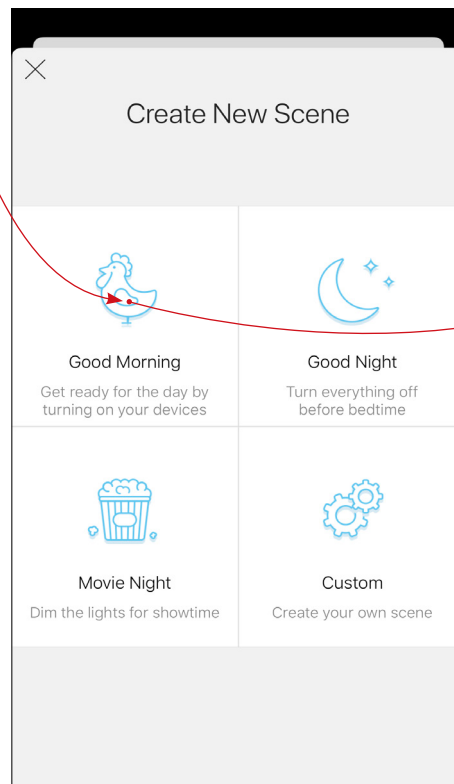 Create New Scene
Good Morning
Get ready for the day by
turning on your devices
Good Night
Turn everything off
before bedtime
Movie Night
Dim the lights for showtime
Custom
Create your own scene